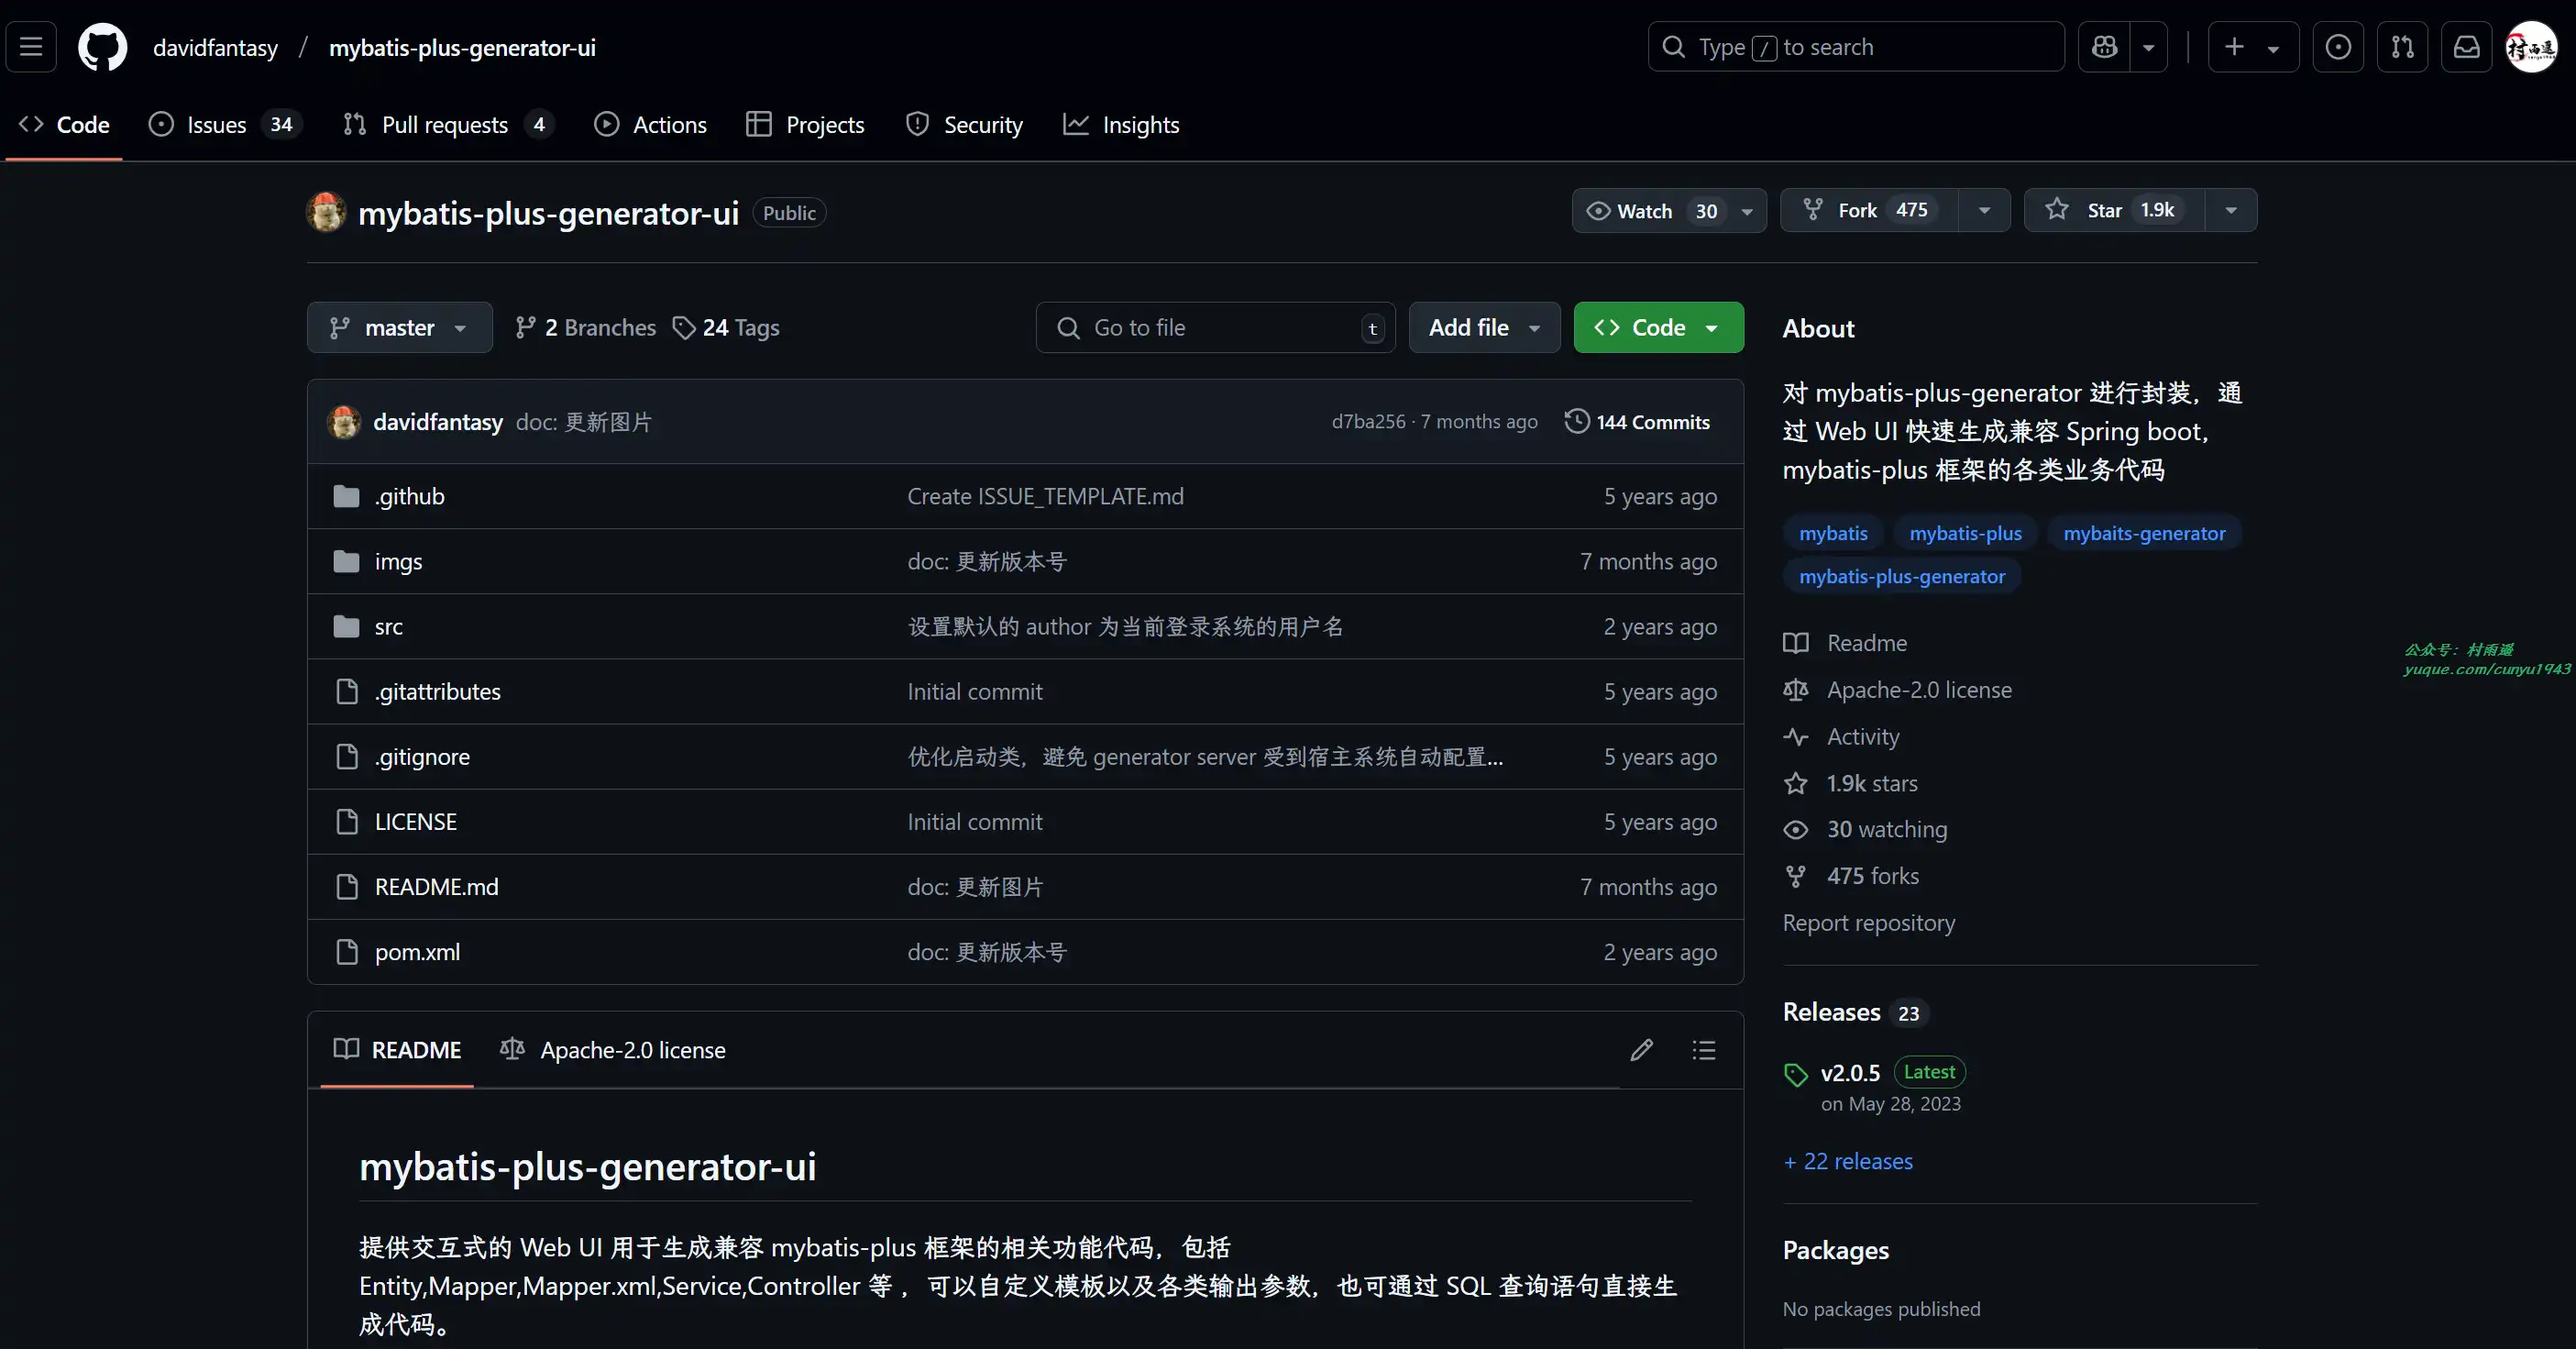 davidfantasy / mybatis-plus-generator-ui
Type / to search
Code
Issues 34
Pull requests 4
Actions
Projects
Security
Insights
mybatis-plus-generator-ui Public
Watch 30
Fork 475
Star 1.9k
master
2 Branches
24 Tags
Go to file t
Add file
Code
davidfantasy doc: 更新图片 d7ba256 · 7 months ago 144 Commits
.github Create ISSUE_TEMPLATE.md 5 years ago
imgs doc: 更新版本号 7 months ago
src 设置默认的 author 为当前登录系统的用户名 2 years ago
.gitattributes Initial commit 5 years ago
.gitignore 优化启动类，避免 generator server 受到宿主系统自动配置... 5 years ago
LICENSE Initial commit 5 years ago
README.md doc: 更新图片 7 months ago
pom.xml doc: 更新版本号 2 years ago
README
Apache-2.0 license
mybatis-plus-generator-ui
提供交互式的 Web UI 用于生成兼容 mybatis-plus 框架的相关功能代码，包括
Entity,Mapper,Mapper.xml,Service,Controller 等 ，可以自定义模板以及各类输出参数，也可通过 SQL 查询语句直接生
成代码。
About
对 mybatis-plus-generator 进行封装，通
过 Web UI 快速生成兼容 Spring boot，
mybatis-plus 框架的各类业务代码
mybatis mybatis-plus mybaits-generator
mybatis-plus-generator
Readme
Apache-2.0 license
Activity
1.9k stars
30 watching
475 forks
Report repository
Releases 23
v2.0.5 Latest
on May 28, 2023
+ 22 releases
Packages
No packages published
公众号：村雨遥
yuque.com/cunyu1943